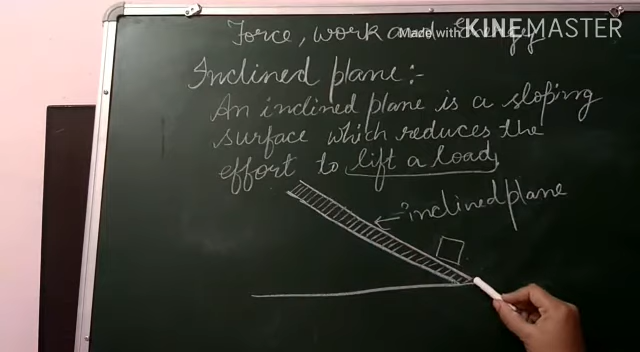 Force, work and Energy
Made with KINEMASTER
Inclined plane:-
An inclined plane is a sloping
surface which reduces the
effort to lift a load
inclined plane